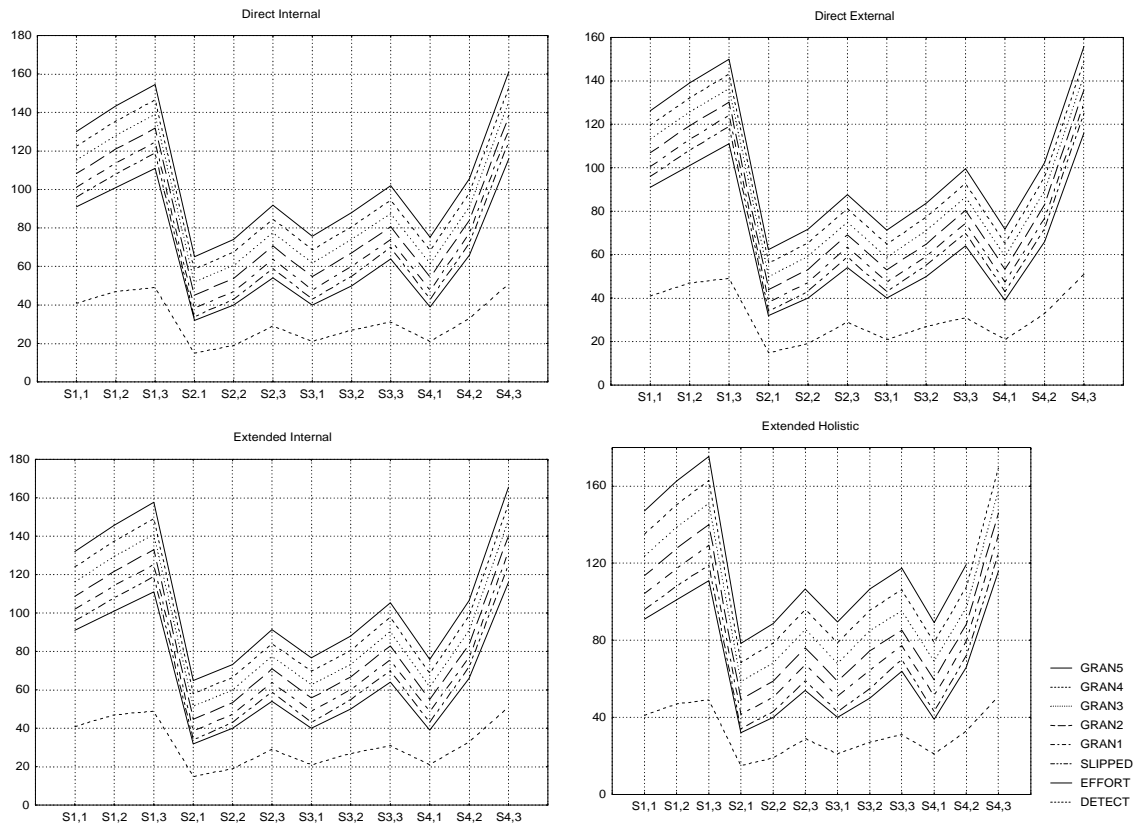 Direct Internal
180
160
140
120
100
80
60
40
20
0
S1,1 S1,2 S1,3 S2.1 S2,2 S2,3 S3,1 S3,2 S3,3 S4,1 S4,2 S4,3
Direct External
160
140
120
100
80
60
40
20
0
S1,1 S1,2 S1,3 S2,1 S2,2 S2,3 S3,1 S3,2 S3,3 S4,1 S4,2 S4,3
Extended Internal
180
160
140
120
100
80
60
40
20
0
S1,1 S1,2 S1,3 S2,1 S2,2 S2,3 S3,1 S3,2 S3,3 S4,1 S4,2 S4,3
Extended Holistic
160
120
80
40
0
S1,1 S1,2 S1,3 S2,1 S2,2 S2,3 S3,1 S3,2 S3,3 S4,1 S4,2 S4,3
GRAN5
GRAN4
GRAN3
GRAN2
GRAN1
SLIPPED
EFFORT
DETECT